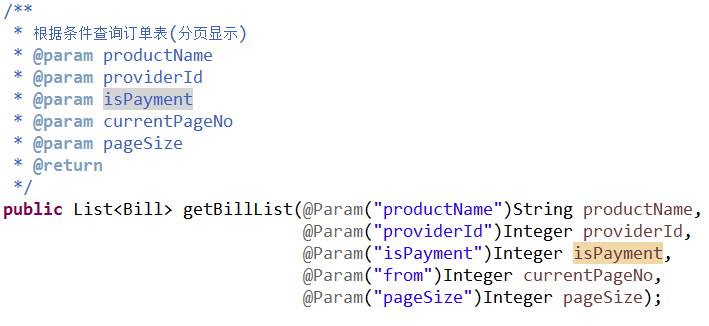 /**
 * 根据条件查询订单表(分页显示)
 * @param productName
 * @param providerId
 * @param isPayment
 * @param currentPageNo
 * @param pageSize
 * @return
 */
public List<Bill> getBillList(@Param("productName")String productName,
                              @Param("providerId")Integer providerId,
                              @Param("isPayment")Integer isPayment,
                              @Param("from")Integer currentPageNo,
                              @Param("pageSize")Integer pageSize);